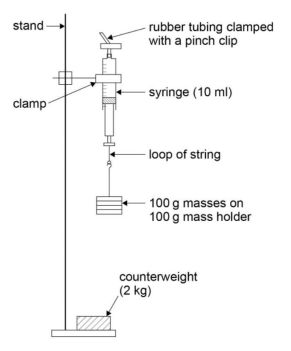 stand
rubber tubing clamped
with a pinch clip
clamp
syringe (10 ml)
loop of string
100 g masses on
100 g mass holder
counterweight
(2 kg)